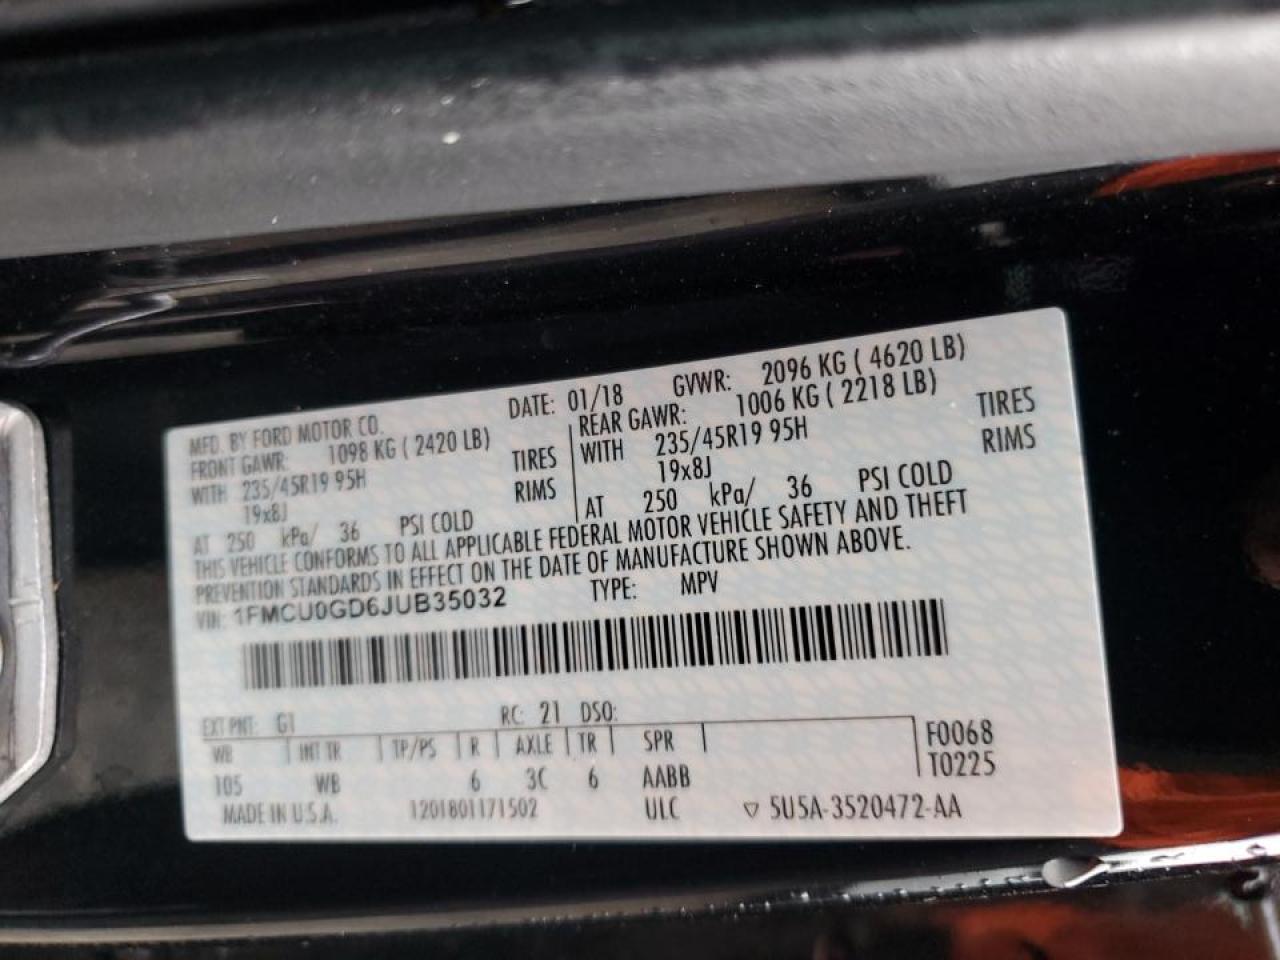 MFD. BY FORD MOTOR CO. DATE: 01/18 GVWR: 2096 KG ( 4620 LB)
FRONT GAWR: 1098 KG ( 2420 LB) REAR GAWR: 1006 KG ( 2218 LB)
WITH 235/45R19 95H TIRES WITH 235/45R19 95H TIRES
19x8J RIMS 19x8J RIMS
AT 250 kPa/ 36 PSI COLD AT 250 kPa/ 36 PSI COLD
THIS VEHICLE CONFORMS TO ALL APPLICABLE FEDERAL MOTOR VEHICLE SAFETY AND THEFT
PREVENTION STANDARDS IN EFFECT ON THE DATE OF MANUFACTURE SHOWN ABOVE.
VIN: 1FMCU0GD6JUB35032 TYPE: MPV
EXT PNT: G1 RC: 21 DSO:
WB INT TR TP/PS R AXLE TR SPR F0068
105 WB 6 3C 6 AABB T0225
MADE IN U.S.A. 1201801171502 ULC ▽ 5U5A-3520472-AA